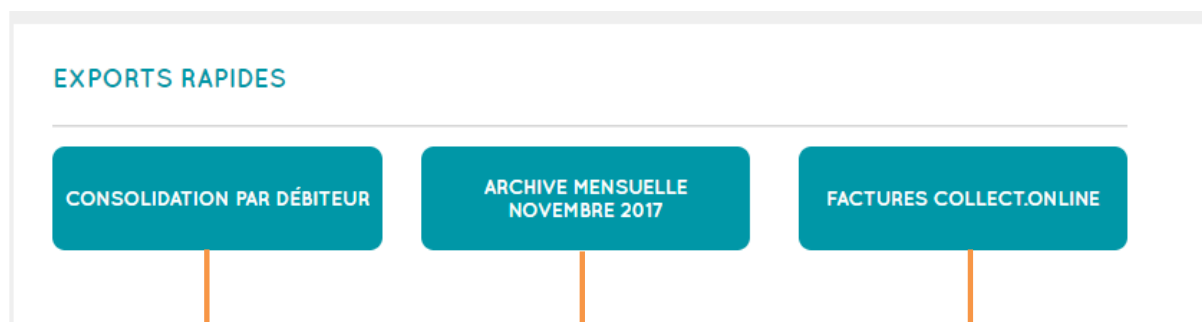 EXPORTS RAPIDES
CONSOLIDATION PAR DÉBITEUR
ARCHIVE MENSUELLE
NOVEMBRE 2017
FACTURES COLLECT.ONLINE